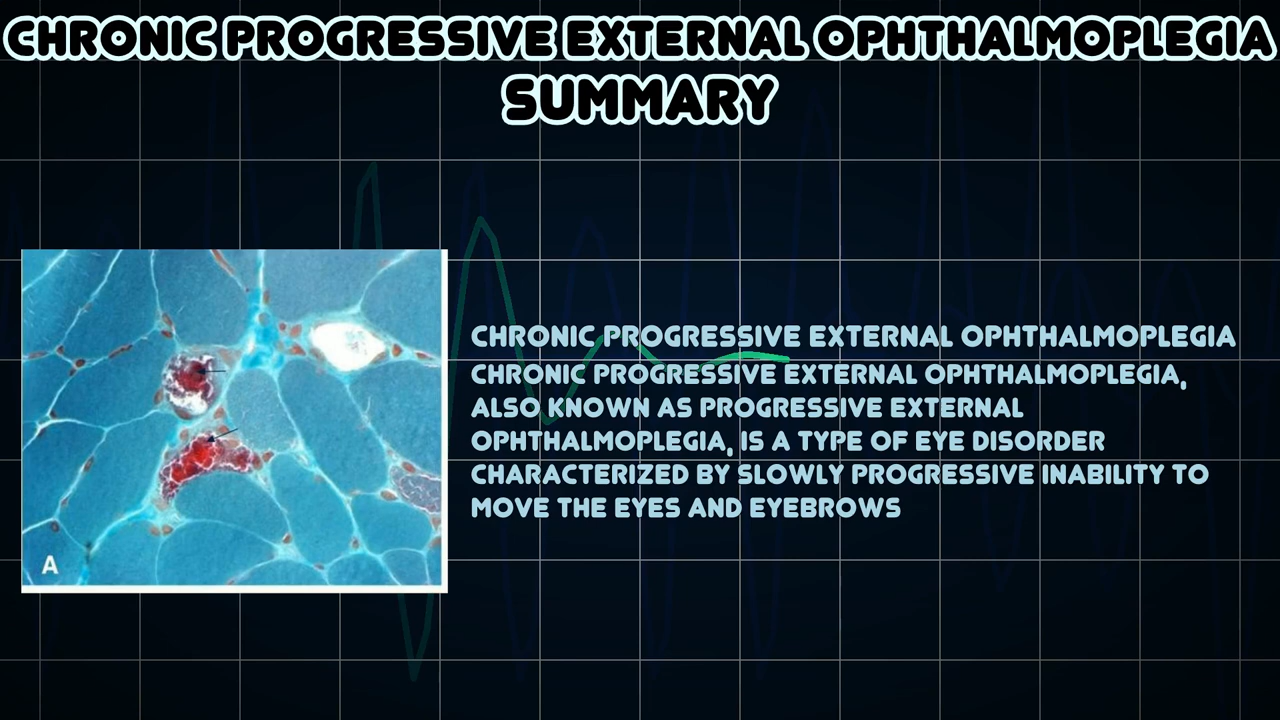 CHRONIC PROGRESSIVE EXTERNAL OPHTHALMOPLEGIA
SUMMARY
CHRONIC PROGRESSIVE EXTERNAL OPHTHALMOPLEGIA
CHRONIC PROGRESSIVE EXTERNAL OPHTHALMOPLEGIA,
ALSO KNOWN AS PROGRESSIVE EXTERNAL
OPHTHALMOPLEGIA, IS A TYPE OF EYE DISORDER
CHARACTERIZED BY SLOWLY PROGRESSIVE INABILITY TO
MOVE THE EYES AND EYEBROWS
A